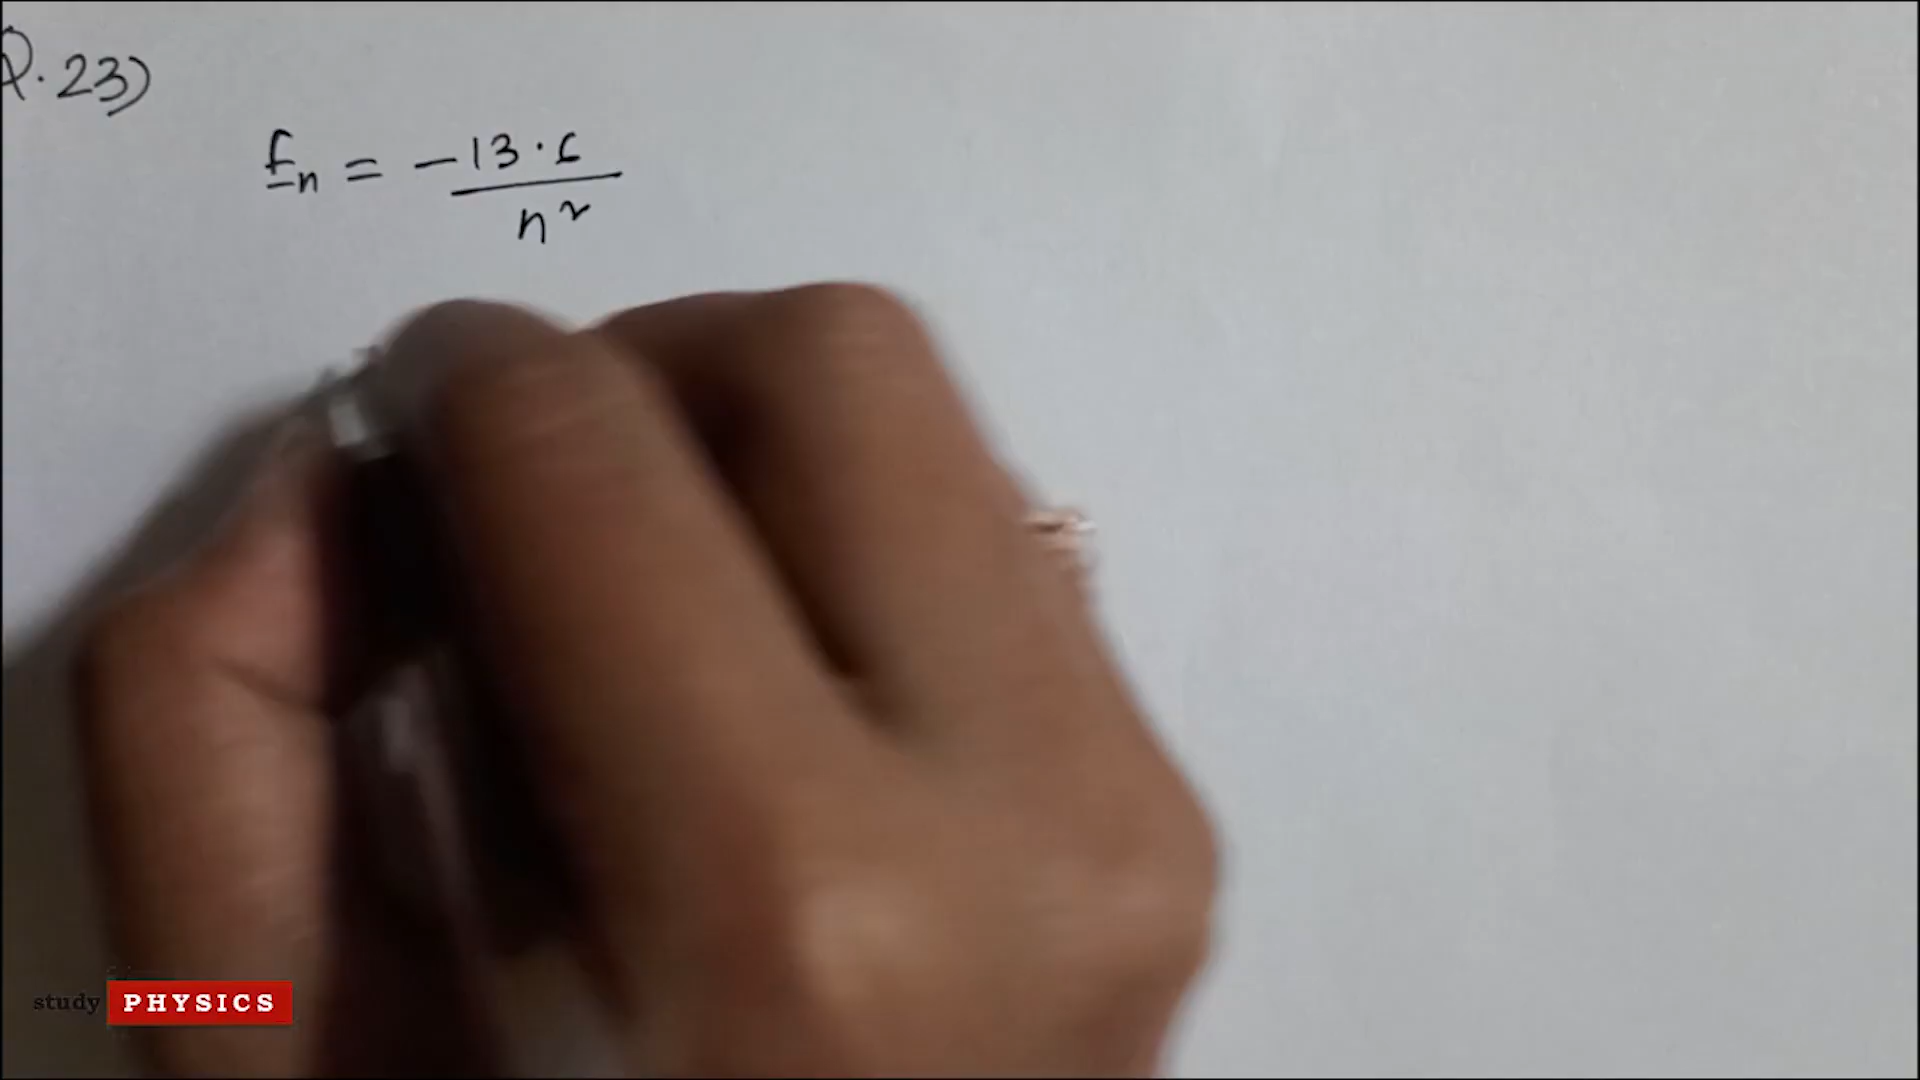 Q.23)
En = -13.6
n²
study PHYSICS